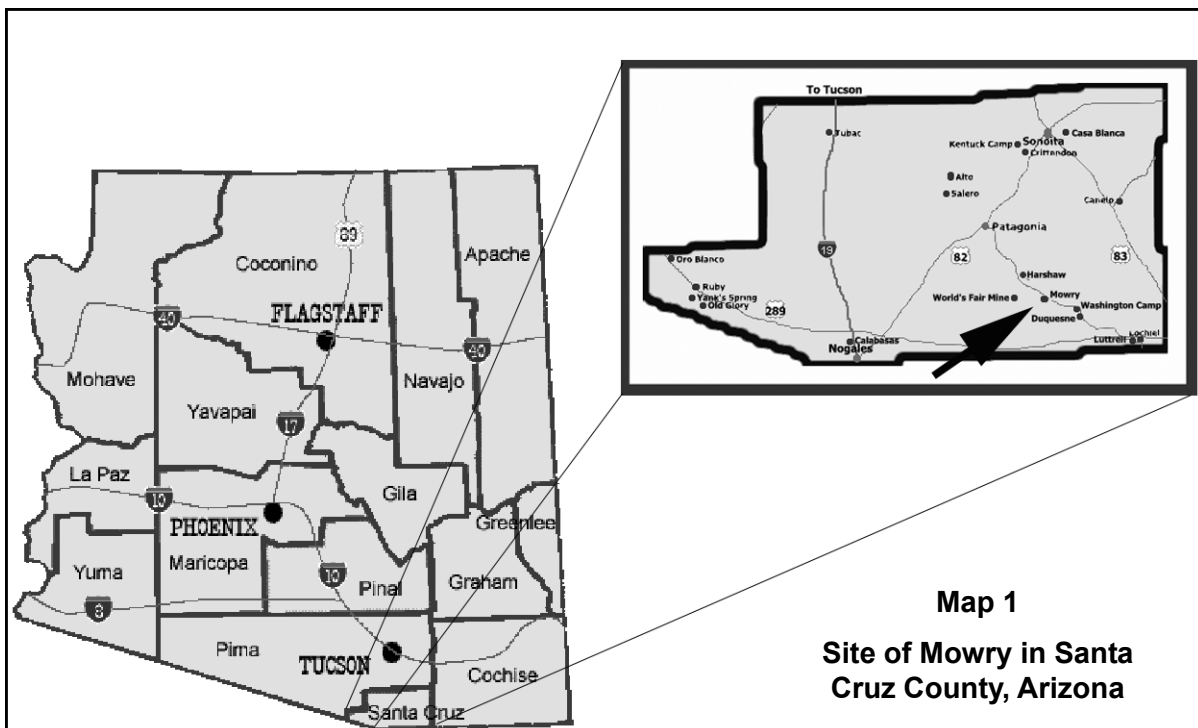 To Tucson
Tubac
Kentuck Camp
Sonoita
Casa Blanca
Crittendon
Alto
Salero
Canelo
Patagonia
19
82
83
Oro Blanco
Harshaw
Ruby
Yank's Spring
Old Glory
289
World's Fair Mine
Mowry
Washington Camp
Duquesne
Calabasas
Nogales
Lochiel
Luttrell
89
Apache
Coconino
FLAGSTAFF
40
40
Mohave
Navajo
Yavapai
17
La Paz
10
Gila
PHOENIX
Greenlee
Maricopa
Yuma
10
Pinal
Graham
8
Pima
TUCSON
Cochise
Santa Cruz
Map 1
Site of Mowry in Santa
Cruz County, Arizona